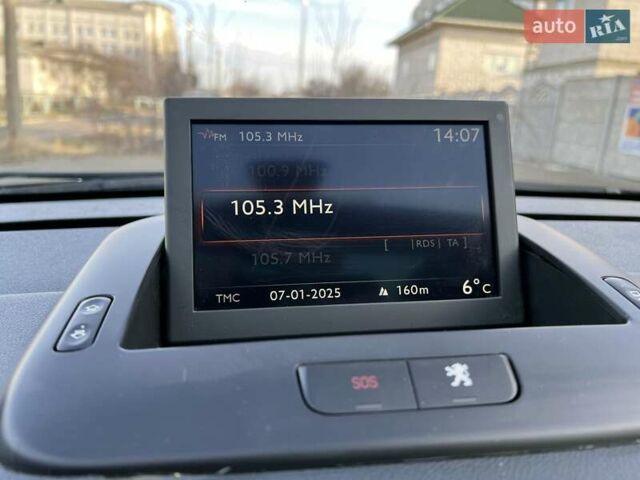 auto RIA .com
FM 105.3 MHz 14:07
100.9 MHz
105.3 MHz
[ |RDS| TA ]
105.7 MHz
TMC 07-01-2025 160m 6°C
SOS